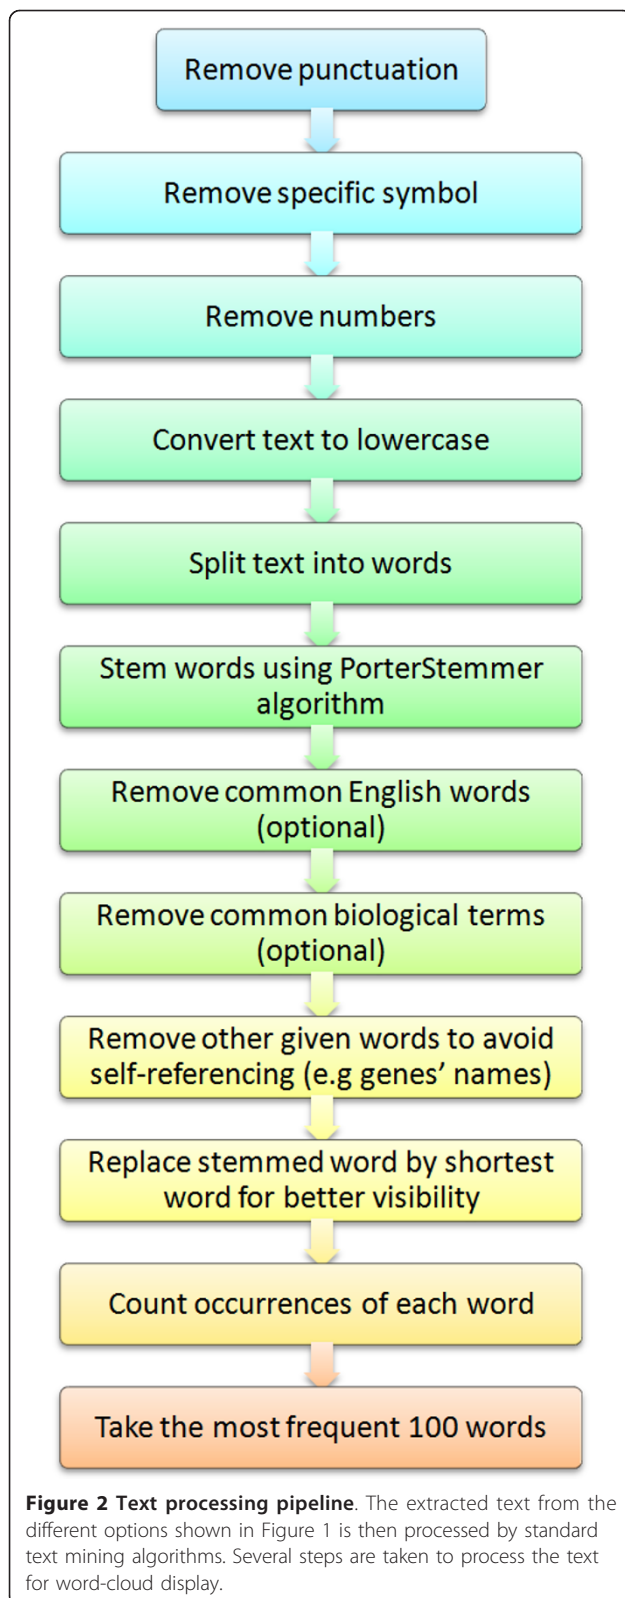 Remove punctuation
Remove specific symbol
Remove numbers
Convert text to lowercase
Split text into words
Stem words using PorterStemmer
algorithm
Remove common English words
(optional)
Remove common biological terms
(optional)
Remove other given words to avoid
self-referencing (e.g genes’ names)
Replace stemmed word by shortest
word for better visibility
Count occurrences of each word
Take the most frequent 100 words
Figure 2 Text processing pipeline. The extracted text from the
different options shown in Figure 1 is then processed by standard
text mining algorithms. Several steps are taken to process the text
for word-cloud display.